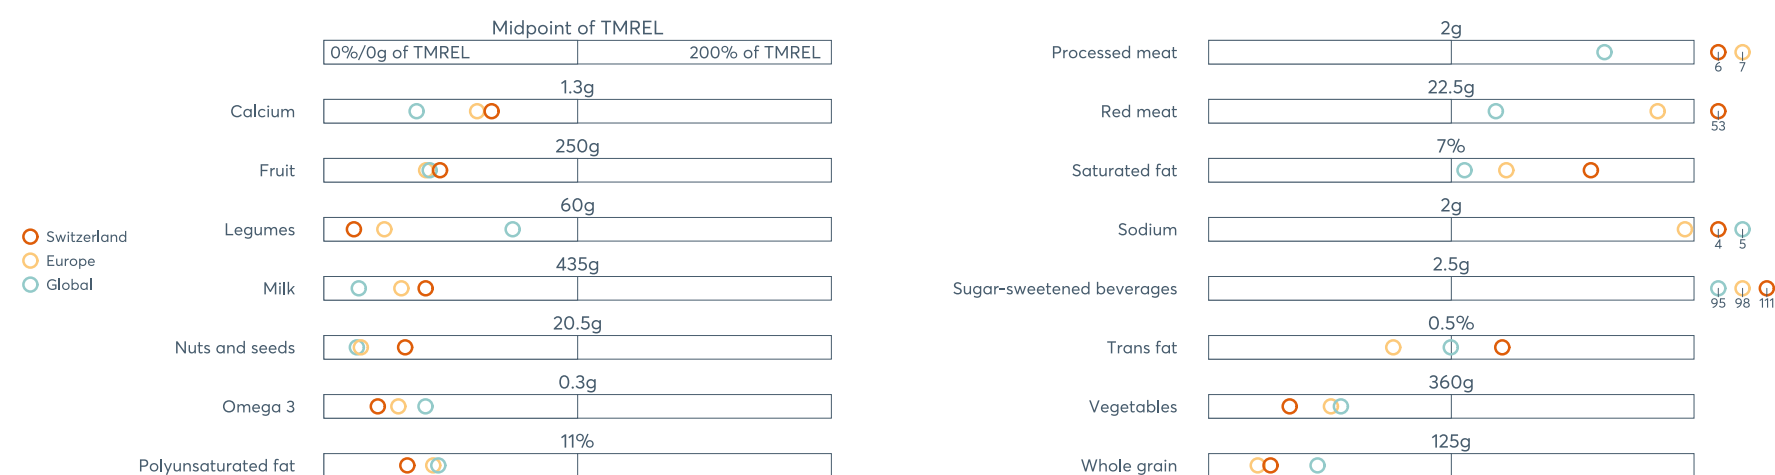 Midpoint of TMREL
0%/0g of TMREL 200% of TMREL
1.3g
Calcium
250g
Fruit
60g
Legumes
435g
Milk
20.5g
Nuts and seeds
0.3g
Omega 3
11%
Polyunsaturated fat
Switzerland
Europe
Global
2g
Processed meat
6 7
22.5g
Red meat
53
7%
Saturated fat
2g
Sodium
4 5
2.5g
Sugar-sweetened beverages
95 98 111
0.5%
Trans fat
360g
Vegetables
125g
Whole grain